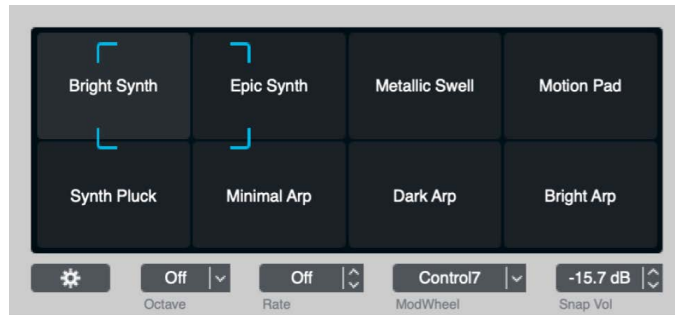 Bright Synth Epic Synth Metallic Swell Motion Pad
Synth Pluck Minimal Arp Dark Arp Bright Arp
Off Off Control7 -15.7 dB
Octave Rate ModWheel Snap Vol